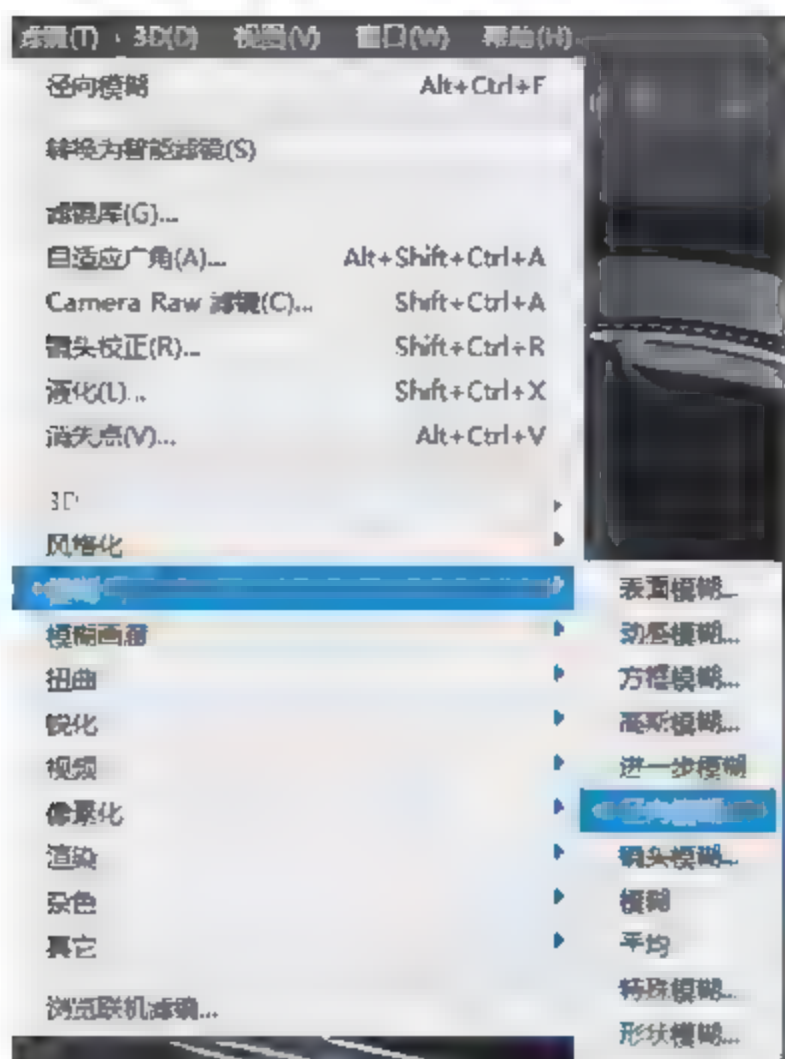 滤镜(T) 3D(D) 视图(V) 窗口(W) 帮助(H)
径向模糊 Alt+Ctrl+F
转换为智能滤镜(S)
滤镜库(G)...
自适应广角(A)... Alt+Shift+Ctrl+A
Camera Raw 滤镜(C)... Shift+Ctrl+A
镜头校正(R)... Shift+Ctrl+R
液化(L)... Shift+Ctrl+X
消失点(V)... Alt+Ctrl+V
3D
风格化
模糊画廊
扭曲
锐化
视频
像素化
渲染
杂色
其它
浏览联机滤镜...
表面模糊...
动感模糊...
方框模糊...
高斯模糊...
进一步模糊
镜头模糊...
模糊
平均
特殊模糊...
形状模糊...